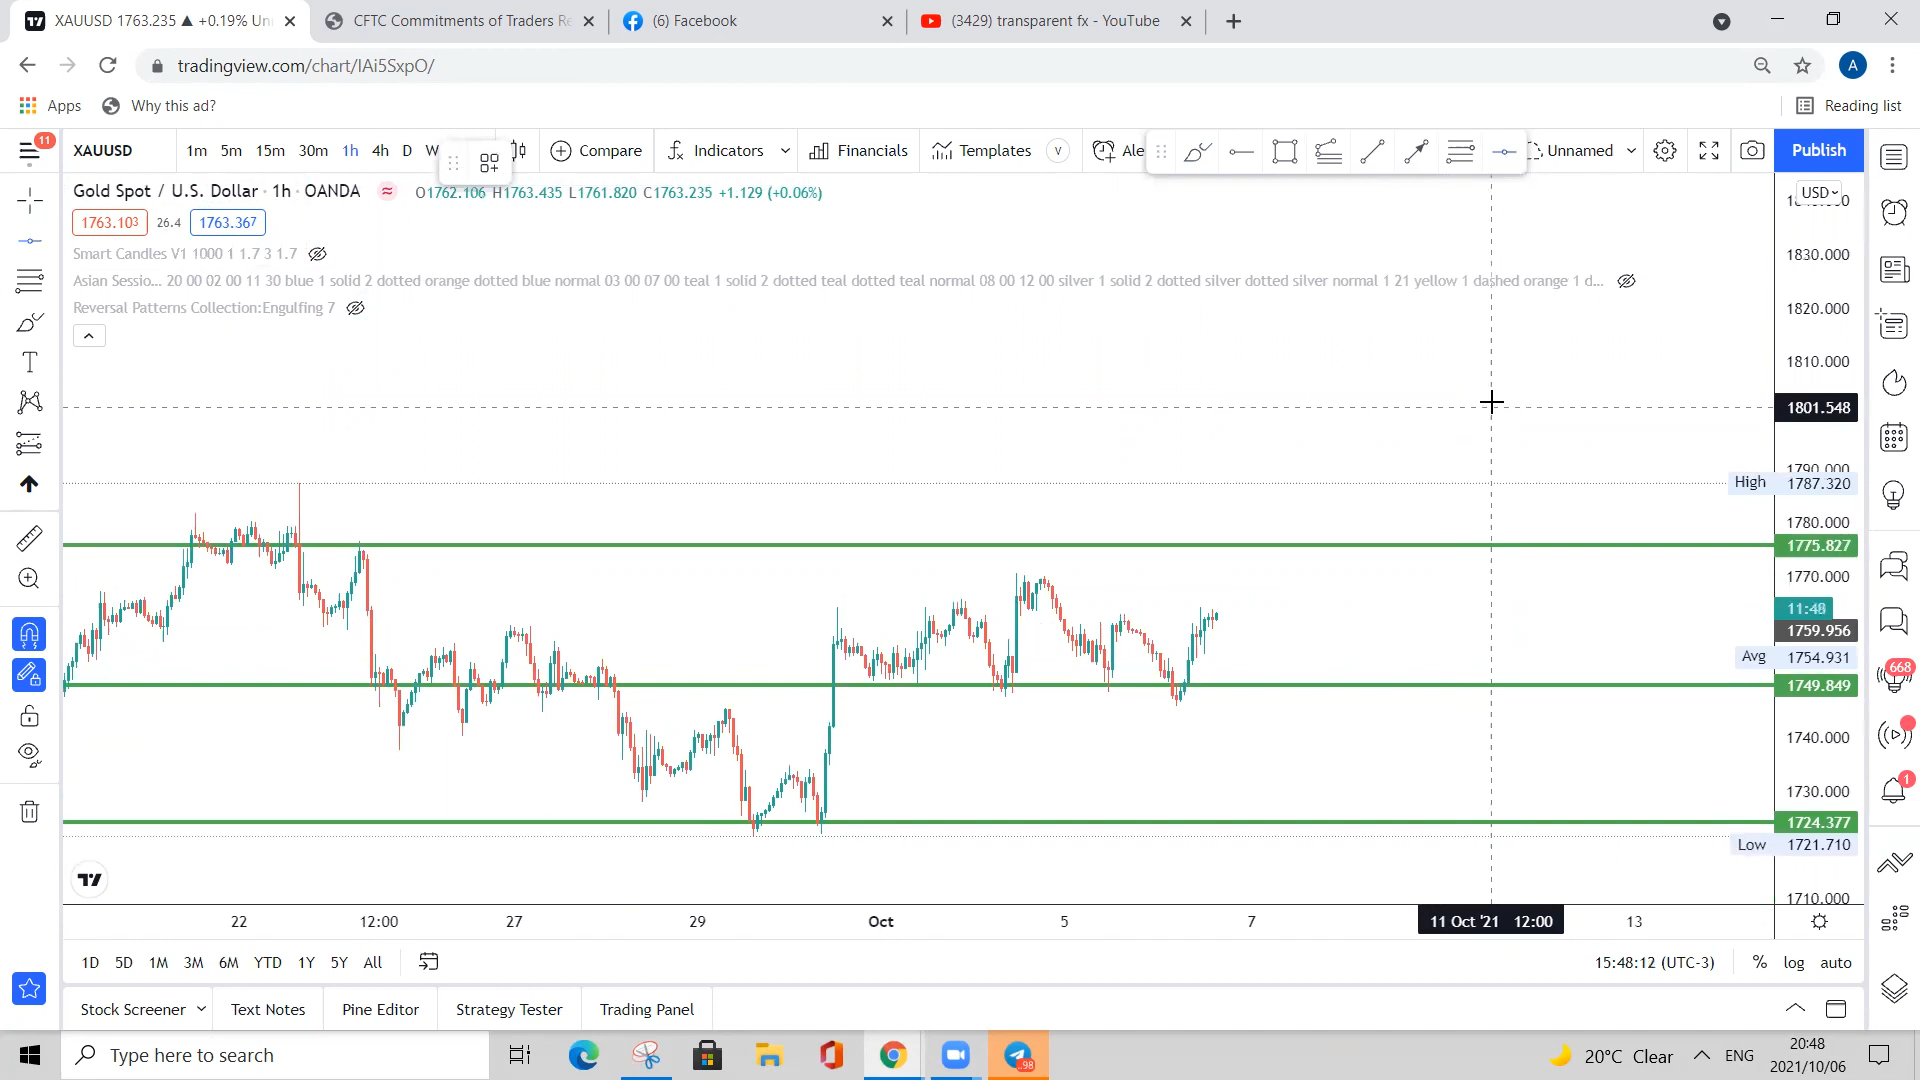 XAUUSD 1763.235 ▲ +0.19% Un
CFTC Commitments of Traders Re
(6) Facebook
(3429) transparent fx - YouTube
tradingview.com/chart/IAi5SxpO/
A
Apps
Why this ad?
Reading list
11
XAUUSD
1m 5m 15m 30m 1h 4h D W
Compare
Indicators
Financials
Templates
V
Ale
Unnamed
Publish
Gold Spot / U.S. Dollar · 1h · OANDA
O1762.106 H1763.435 L1761.820 C1763.235 +1.129 (+0.06%)
USD
1763.103 26.4 1763.367
Smart Candles V1 1000 1 1.7 3 1.7
1830.000
Asian Sessio... 20 00 02 00 11 30 blue 1 solid 2 dotted orange dotted blue normal 03 00 07 00 teal 1 solid 2 dotted teal dotted teal normal 08 00 12 00 silver 1 solid 2 dotted silver dotted silver normal 1 21 yellow 1 dashed orange 1 d...
Reversal Patterns Collection:Engulfing 7
1820.000
1810.000
1801.548
1790.000
High 1787.320
1780.000
1775.827
1770.000
11:48
1759.956
Avg 1754.931
668
1749.849
1740.000
1
1730.000
1724.377
Low 1721.710
1710.000
22 12:00 27 29 Oct 5 7 11 Oct '21 12:00 13
1D 5D 1M 3M 6M YTD 1Y 5Y All
15:48:12 (UTC-3) % log auto
Stock Screener Text Notes Pine Editor Strategy Tester Trading Panel
Type here to search
98
20°C Clear
ENG
20:48
2021/10/06